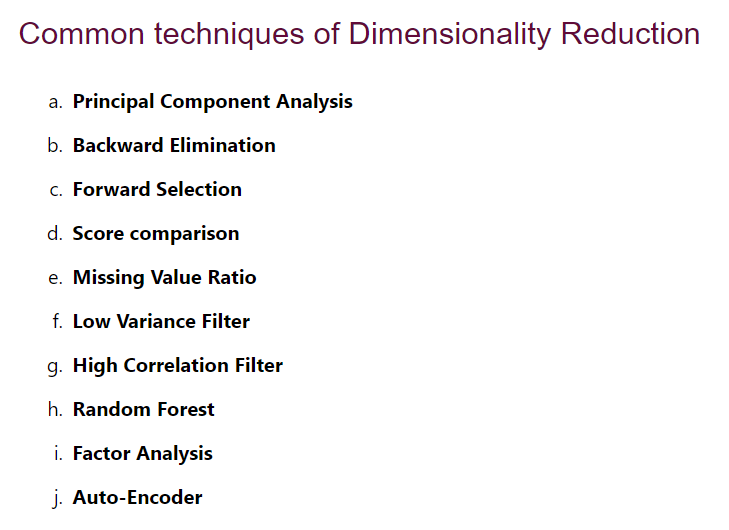 Common techniques of Dimensionality Reduction
a. Principal Component Analysis
b. Backward Elimination
c. Forward Selection
d. Score comparison
e. Missing Value Ratio
f. Low Variance Filter
g. High Correlation Filter
h. Random Forest
i. Factor Analysis
j. Auto-Encoder